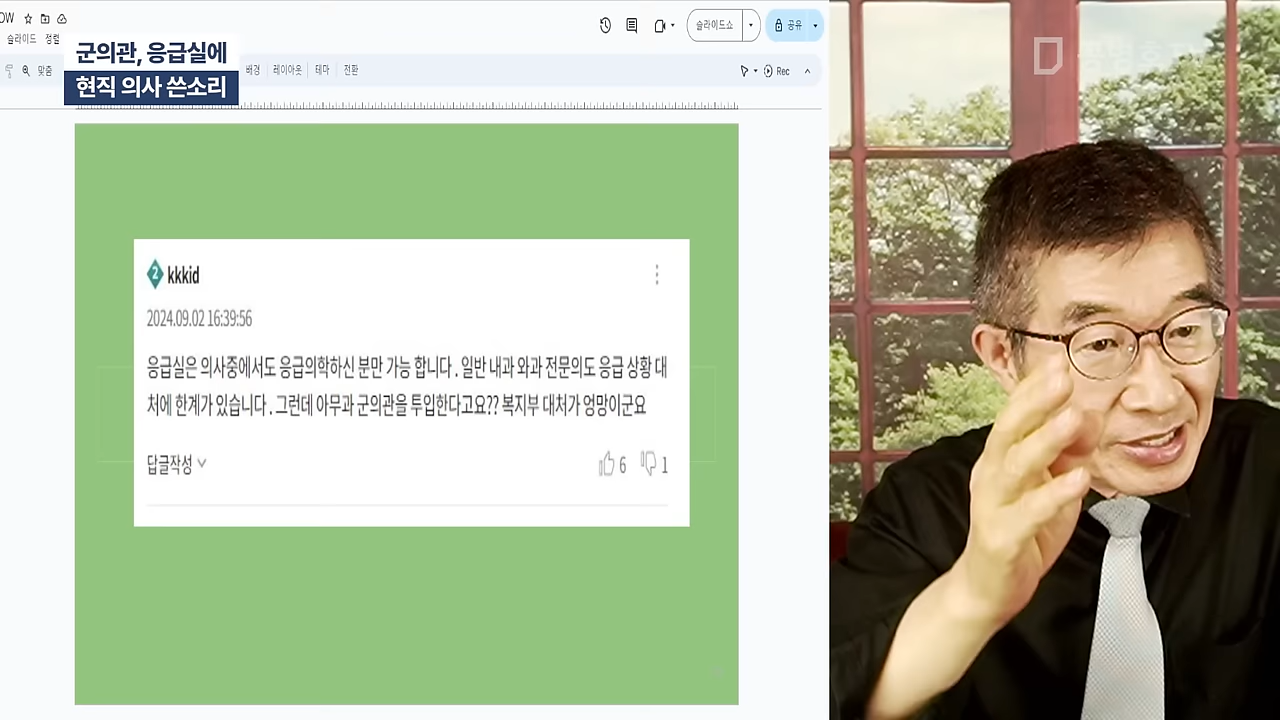 OW
슬라이드 정렬
슬라이드쇼
공유
군의관, 응급실에
현직 의사 쓴소리
맞춤
배경 레이아웃 테마 전환
Rec
2 kkkid
2024.09.02 16:39:56
응급실은 의사중에서도 응급의학하신 분만 가능 합니다 . 일반 내과 와과 전문의도 응급 상황 대
처에 한계가 있습니다 . 그런데 아무과 군의관을 투입한다고요?? 복지부 대처가 엉망이군요
답글작성
6 1